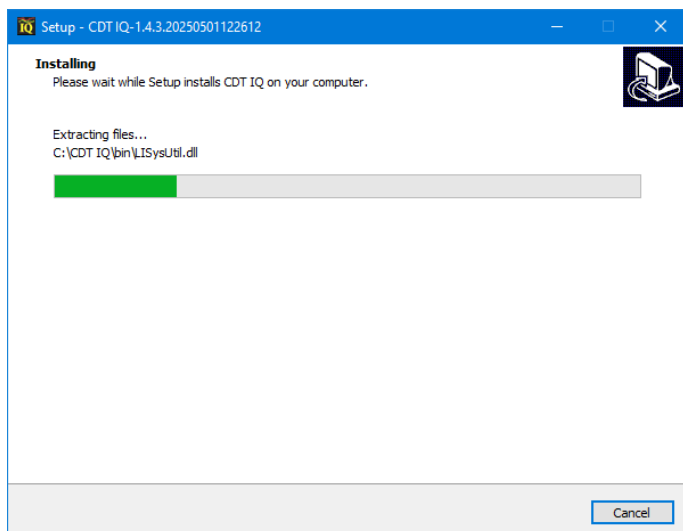 Setup - CDT IQ-1.4.3.20250501122612
Installing
Please wait while Setup installs CDT IQ on your computer.
Extracting files...
C:\CDT IQ\bin\LISysUtil.dll
Cancel